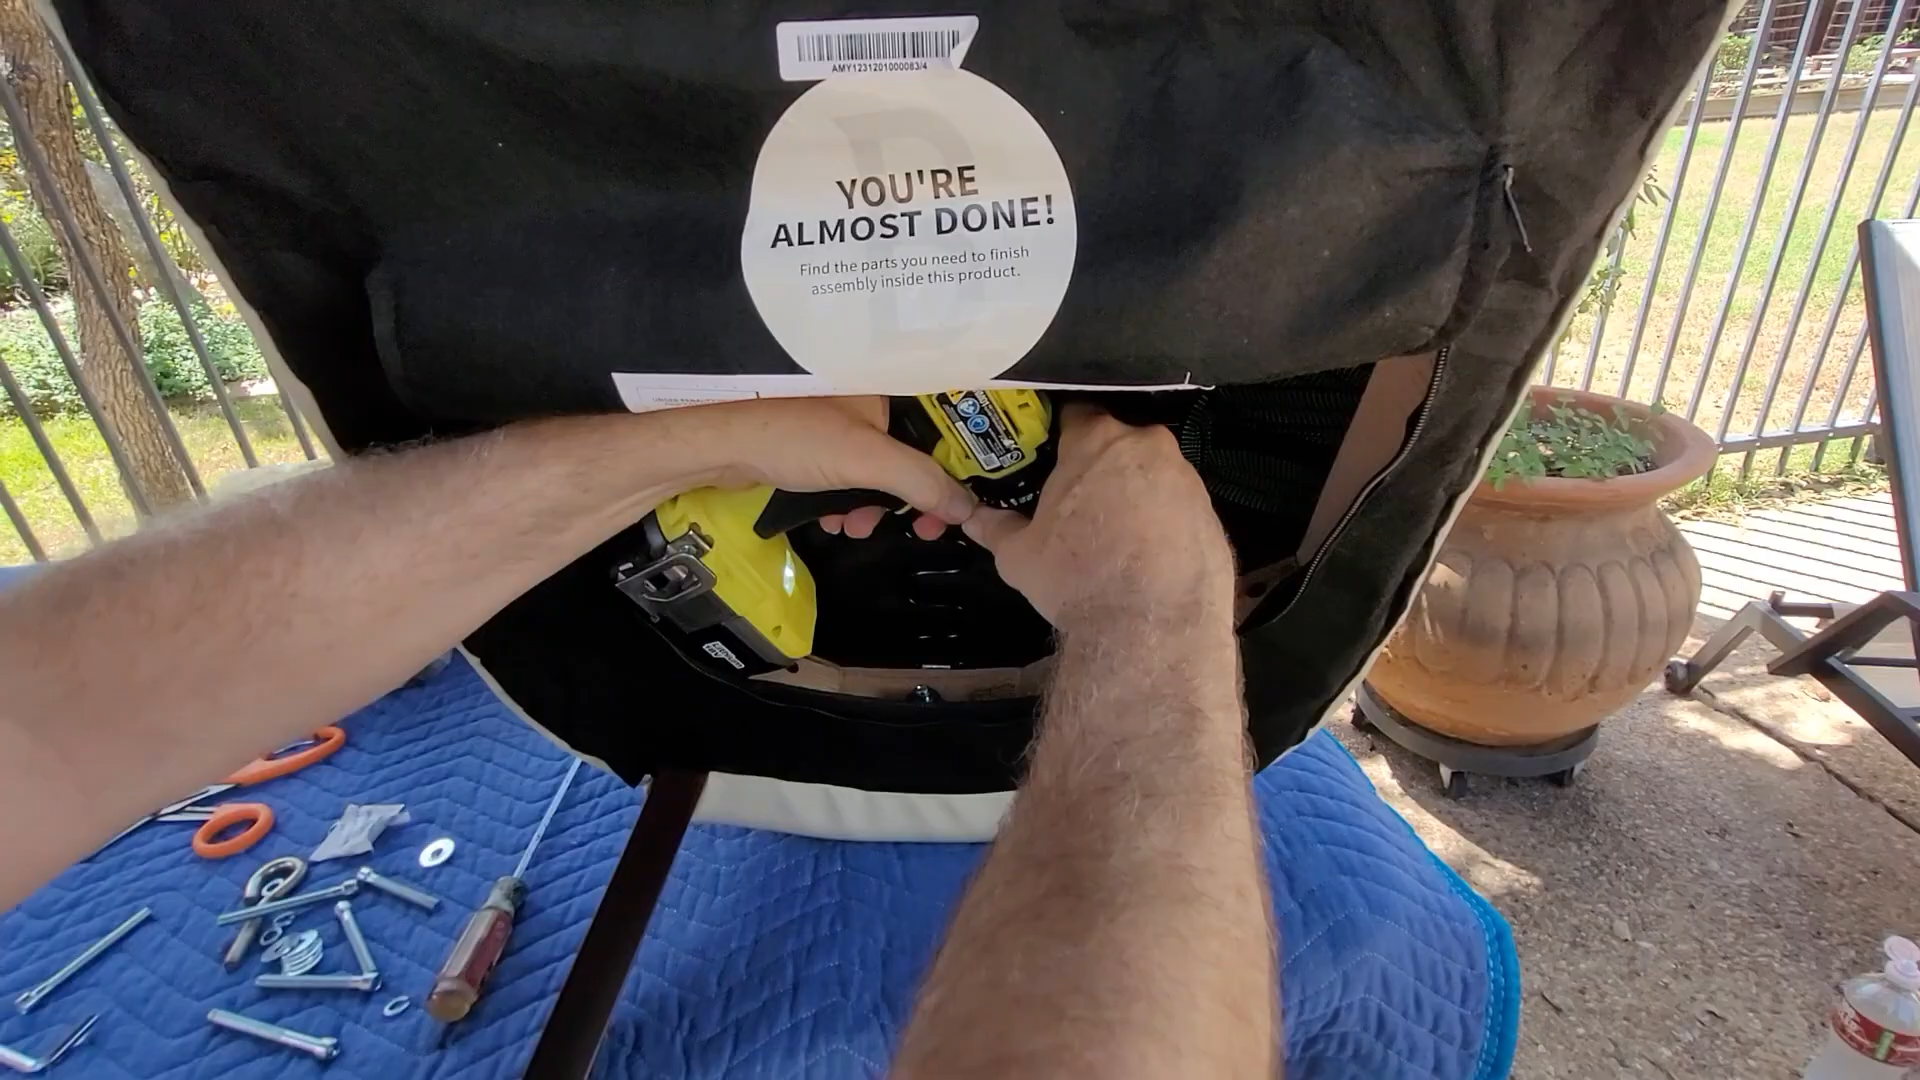 AMY1231201000083/4
YOU'RE
ALMOST DONE!
Find the parts you need to finish
assembly inside this product.